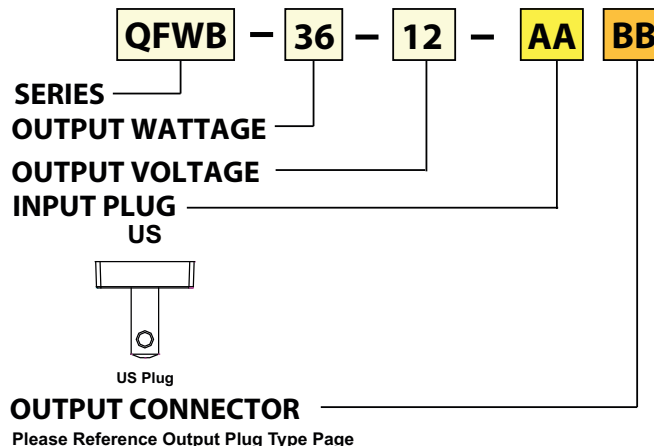 QFWB – 36 – 12 – AA BB
SERIES
OUTPUT WATTAGE
OUTPUT VOLTAGE
INPUT PLUG
US
US Plug
OUTPUT CONNECTOR
Please Reference Output Plug Type Page